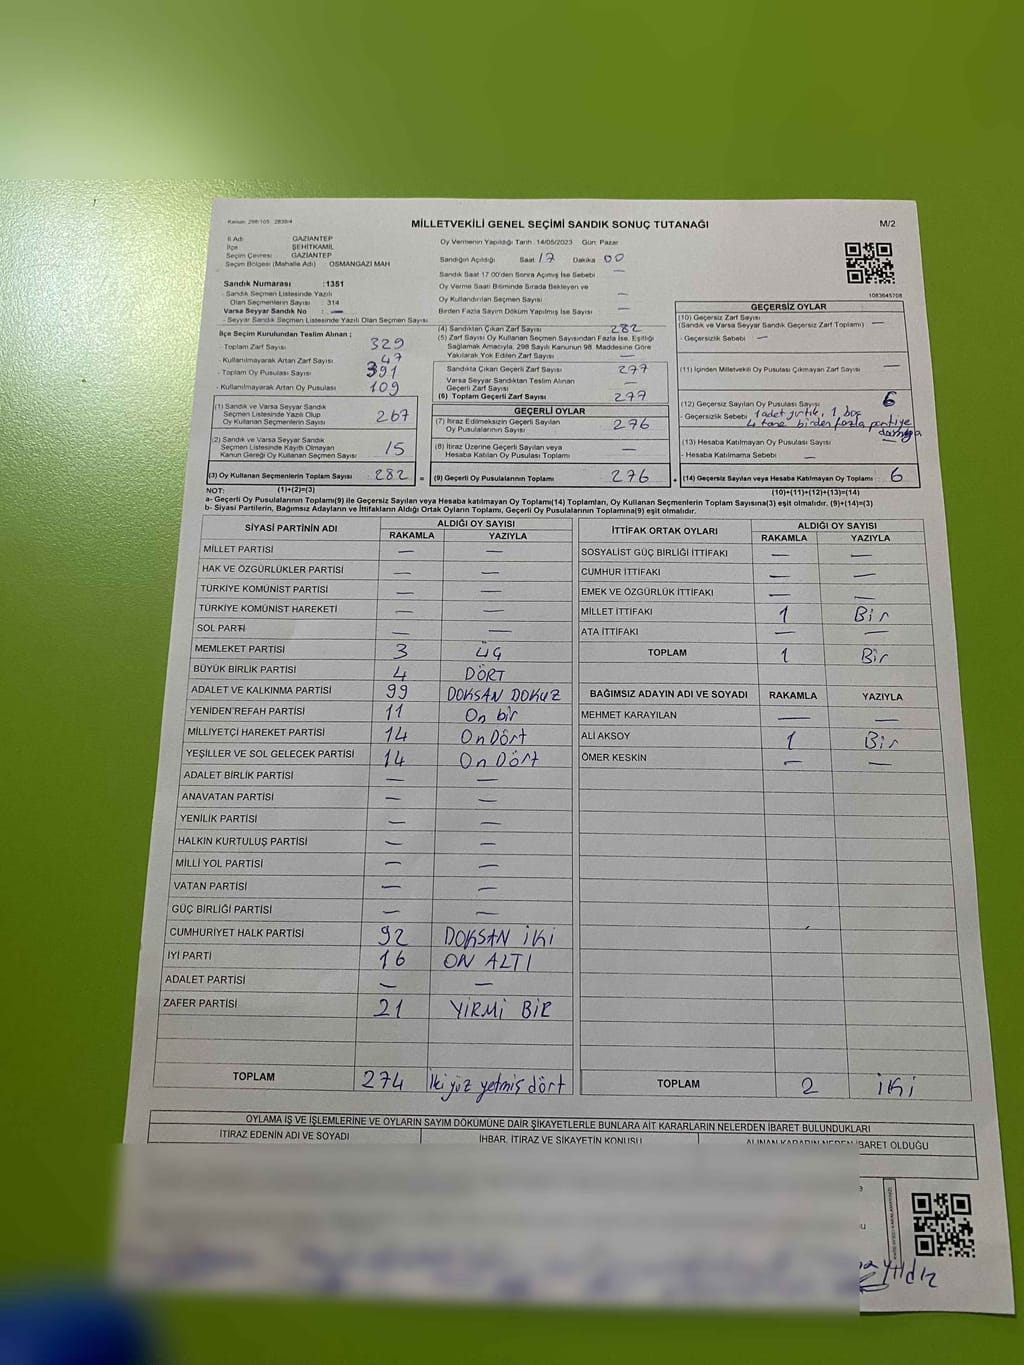 Kanun: 298/105 2839/4
MİLLETVEKİLİ GENEL SEÇİMİ SANDIK SONUÇ TUTANAĞI
M/2
İl Adı GAZİANTEP
İlçe ŞEHİTKAMİL
Seçim Çevresi GAZİANTEP
Seçim Bölgesi (Mahalle Adı) OSMANGAZİ MAH
Sandık Numarası :1351
- Sandık Seçmen Listesinde Yazılı
Olan Seçmenlerin Sayısı : 314
Varsa Seyyar Sandık No : —
- Seyyar Sandık Seçmen Listesinde Yazılı Olan Seçmen Sayısı
Oy Vermenin Yapıldığı Tarih : 14/05/2023 Gün: Pazar
Sandığın Açıldığı Saat 17 Dakika 00
Sandık Saat 17.00'den Sonra Açılmış İse Sebebi —
Oy Verme Saati Bitiminde Sırada Bekleyen ve
Oy Kullandırılan Seçmen Sayısı —
Birden Fazla Sayım Döküm Yapılmış İse Sayısı —
1083645708
İlçe Seçim Kurulundan Teslim Alınan ;
- Toplam Zarf Sayısı 329
- Kullanılmayarak Artan Zarf Sayısı 47
- Toplam Oy Pusulası Sayısı 391
- Kullanılmayarak Artan Oy Pusulası 109
(4) Sandıktan Çıkan Zarf Sayısı 282
(5) Zarf Sayısı Oy Kullanan Seçmen Sayısından Fazla İse, Eşitliği
Sağlamak Amacıyla, 298 Sayılı Kanunun 98. Maddesine Göre
Yakılarak Yok Edilen Zarf Sayısı —
Sandıkta Çıkan Geçerli Zarf Sayısı 277
Varsa Seyyar Sandıktan Teslim Alınan
Geçerli Zarf Sayısı —
(6) Toplam Geçerli Zarf Sayısı 277
GEÇERSİZ OYLAR
(10) Geçersiz Zarf Sayısı
(Sandık ve Varsa Seyyar Sandık Geçersiz Zarf Toplamı) —
- Geçersizlik Sebebi —
(11) İçinden Milletvekili Oy Pusulası Çıkmayan Zarf Sayısı —
(12) Geçersiz Sayılan Oy Pusulası Sayısı 6
- Geçersizlik Sebebi 1 adet yırtık, 1 boş
4 tane birden fazla partiye
(13) Hesaba Katılmayan Oy Pusulası Sayısı —
- Hesaba Katılmama Sebebi —
(14) Geçersiz Sayılan veya Hesaba Katılmayan Oy Toplamı : 6
(10)+(11)+(12)+(13)=(14)
(1) Sandık ve Varsa Seyyar Sandık
Seçmen Listesinde Yazılı Olup
Oy Kullanan Seçmenlerin Sayısı 267
(2) Sandık ve Varsa Seyyar Sandık
Seçmen Listesinde Kayıtlı Olmayan
Kanun Gereği Oy Kullanan Seçmen Sayısı 15
(3) Oy Kullanan Seçmenlerin Toplam Sayısı 282 =
GEÇERLİ OYLAR
(7) İtiraz Edilmeksizin Geçerli Sayılan
Oy Pusulalarının Sayısı 276
(8) İtiraz Üzerine Geçerli Sayılan veya
Hesaba Katılan Oy Pusulası Toplamı —
(9) Geçerli Oy Pusulalarının Toplamı 276 +
NOT: (1)+(2)=(3)
a- Geçerli Oy Pusulalarının Toplamı(9) ile Geçersiz Sayılan veya Hesaba katılmayan Oy Toplamı(14) Toplamları, Oy Kullanan Seçmenlerin Toplam Sayısına(3) eşit olmalıdır. (9)+(14)=(3)
b- Siyasi Partilerin, Bağımsız Adayların ve İttifakların Aldığı Ortak Oyların Toplamı, Geçerli Oy Pusulalarının Toplamına(9) eşit olmalıdır.
SİYASİ PARTİNİN ADI ALDIĞI OY SAYISI
RAKAMLA YAZIYLA
MİLLET PARTİSİ — —
HAK VE ÖZGÜRLÜKLER PARTİSİ — —
TÜRKİYE KOMÜNİST PARTİSİ — —
TÜRKİYE KOMÜNİST HAREKETİ — —
SOL PARTİ — —
MEMLEKET PARTİSİ 3 ÜÇ
BÜYÜK BİRLİK PARTİSİ 4 DÖRT
ADALET VE KALKINMA PARTİSİ 99 DOKSAN DOKUZ
YENİDEN REFAH PARTİSİ 11 On bir
MİLLİYETÇİ HAREKET PARTİSİ 14 On Dört
YEŞİLLER VE SOL GELECEK PARTİSİ 14 On Dört
ADALET BİRLİK PARTİSİ — —
ANAVATAN PARTİSİ — —
YENİLİK PARTİSİ — —
HALKIN KURTULUŞ PARTİSİ — —
MİLLİ YOL PARTİSİ — —
VATAN PARTİSİ — —
GÜÇ BİRLİĞİ PARTİSİ — —
CUMHURİYET HALK PARTİSİ 92 DOKSAN İKİ
İYİ PARTİ 16 ON ALTI
ADALET PARTİSİ — —
ZAFER PARTİSİ 21 YİRMİ BİR
TOPLAM 274 İki yüz yetmiş dört
İTTİFAK ORTAK OYLARI ALDIĞI OY SAYISI
RAKAMLA YAZIYLA
SOSYALİST GÜÇ BİRLİĞİ İTTİFAKI — —
CUMHUR İTTİFAKI — —
EMEK VE ÖZGÜRLÜK İTTİFAKI — —
MİLLET İTTİFAKI 1 Bir
ATA İTTİFAKI — —
TOPLAM 1 Bir
BAĞIMSIZ ADAYIN ADI VE SOYADI RAKAMLA YAZIYLA
MEHMET KARAYILAN — —
ALİ AKSOY 1 Bir
ÖMER KESKİN — —
TOPLAM 2 İKİ
OYLAMA İŞ VE İŞLEMLERİNE VE OYLARIN SAYIM DÖKÜMÜNE DAİR ŞİKAYETLERLE BUNLARA AİT KARARLARIN NELERDEN İBARET BULUNDUKLARI
İTİRAZ EDENİN ADI VE SOYADI
İHBAR, İTİRAZ VE ŞİKAYETİN KONUSU
ALINAN KARARIN NEDEN İBARET OLDUĞU